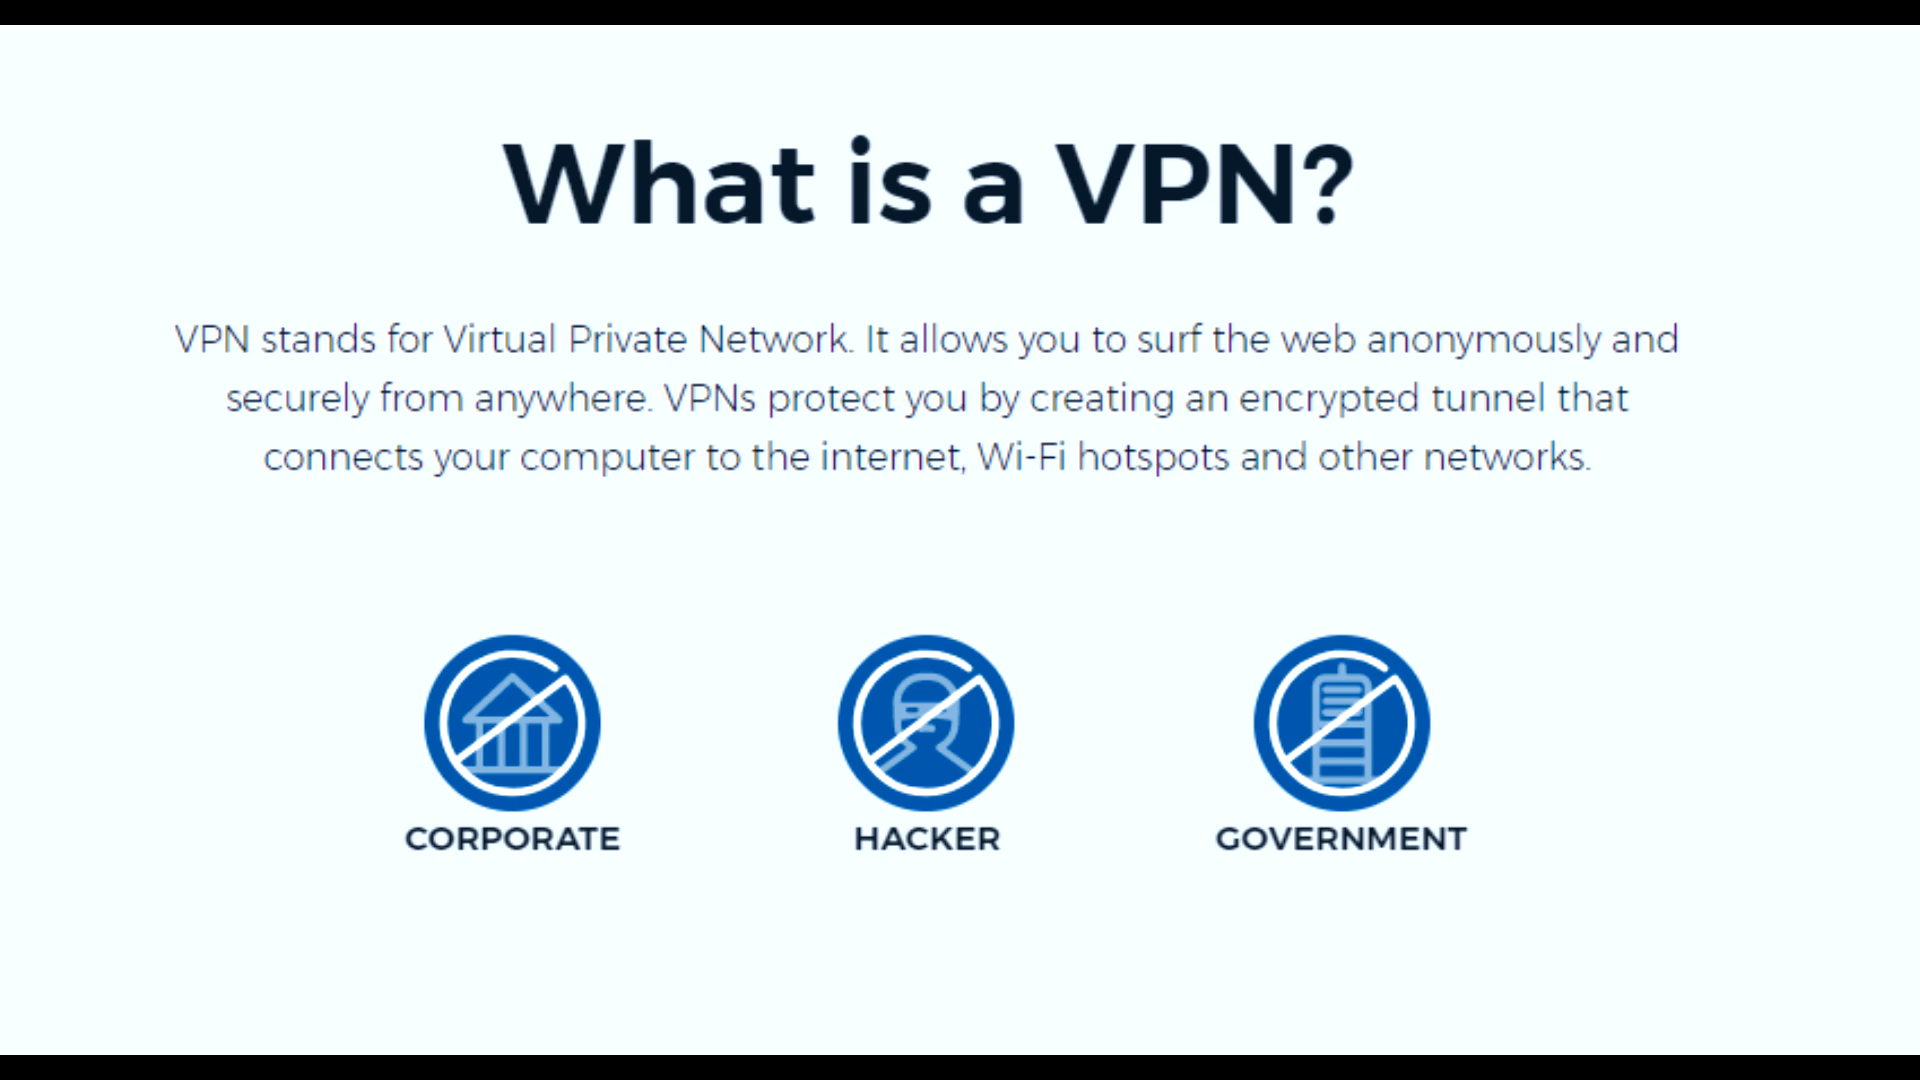 What is a VPN?
VPN stands for Virtual Private Network. It allows you to surf the web anonymously and
securely from anywhere. VPNs protect you by creating an encrypted tunnel that
connects your computer to the internet, Wi-Fi hotspots and other networks.
CORPORATE
HACKER
GOVERNMENT